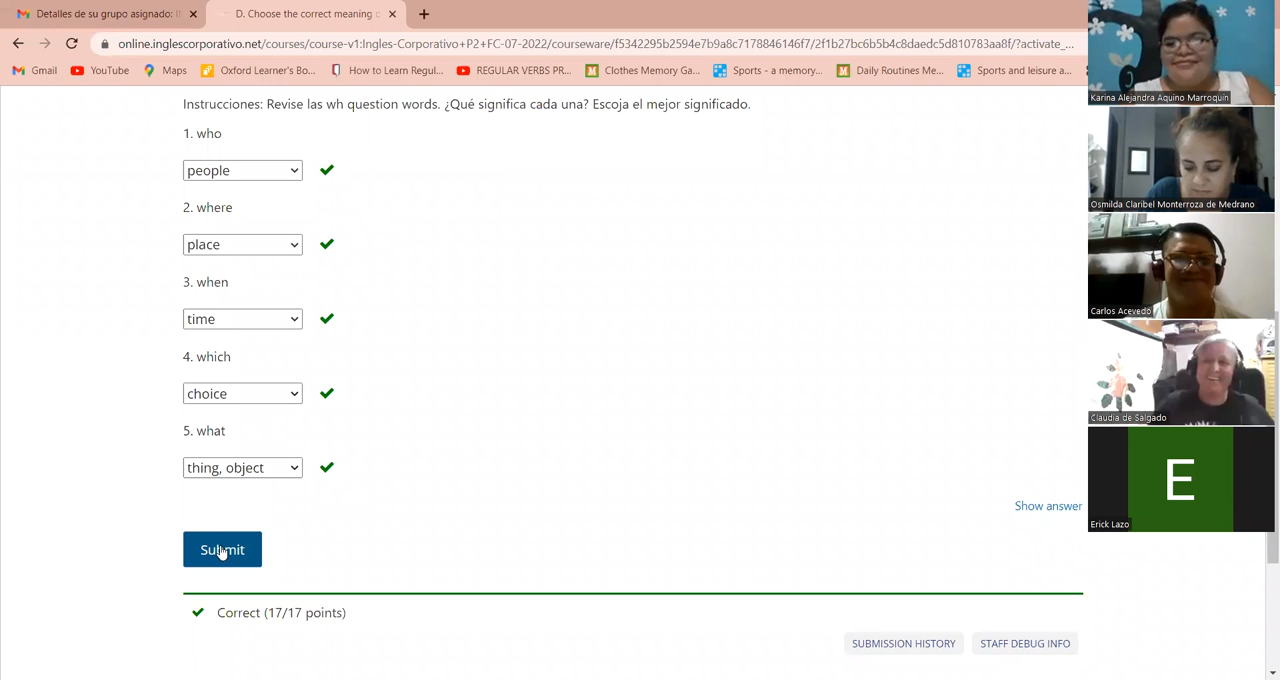 Detalles de su grupo asignado: I
D. Choose the correct meaning o
online.inglescorporativo.net/courses/course-v1:Ingles-Corporativo+P2+FC-07-2022/courseware/f5342295b2594e7b9a8c7178846146f7/2f1b27bc6b5b4c8daedc5d810783aa8f/?activate_...
Gmail YouTube Maps Oxford Learner's Bo... How to Learn Regul... REGULAR VERBS PR... Clothes Memory Ga... Sports - a memory... Daily Routines Me... Sports and leisure a...
Instrucciones: Revise las wh question words. ¿Qué significa cada una? Escoja el mejor significado.
1. who
people
2. where
place
3. when
time
4. which
choice
5. what
thing, object
Show answer
Submit
Correct (17/17 points)
SUBMISSION HISTORY STAFF DEBUG INFO
Karina Alejandra Aquino Marroquín
Osmilda Claribel Monterroza de Medrano
Carlos Acevedo
Claudia de Salgado
E
Erick Lazo